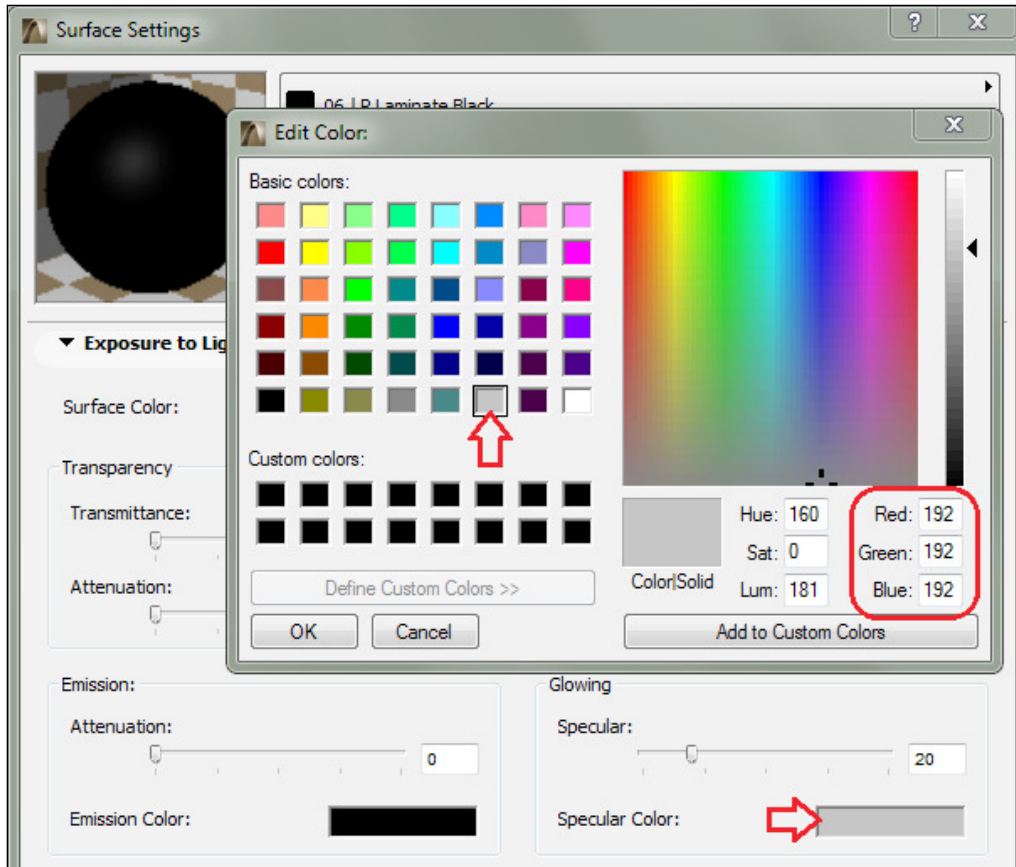 Surface Settings
?
X
06 | P Laminate Black
Edit Color:
X
Basic colors:
Exposure to Lig
Surface Color:
Transparency
Transmittance:
Attenuation:
Custom colors:
Define Custom Colors >>
OK
Cancel
Color|Solid
Hue: 160
Sat: 0
Lum: 181
Red: 192
Green: 192
Blue: 192
Add to Custom Colors
Emission:
Attenuation:
0
Emission Color:
Glowing
Specular:
20
Specular Color: